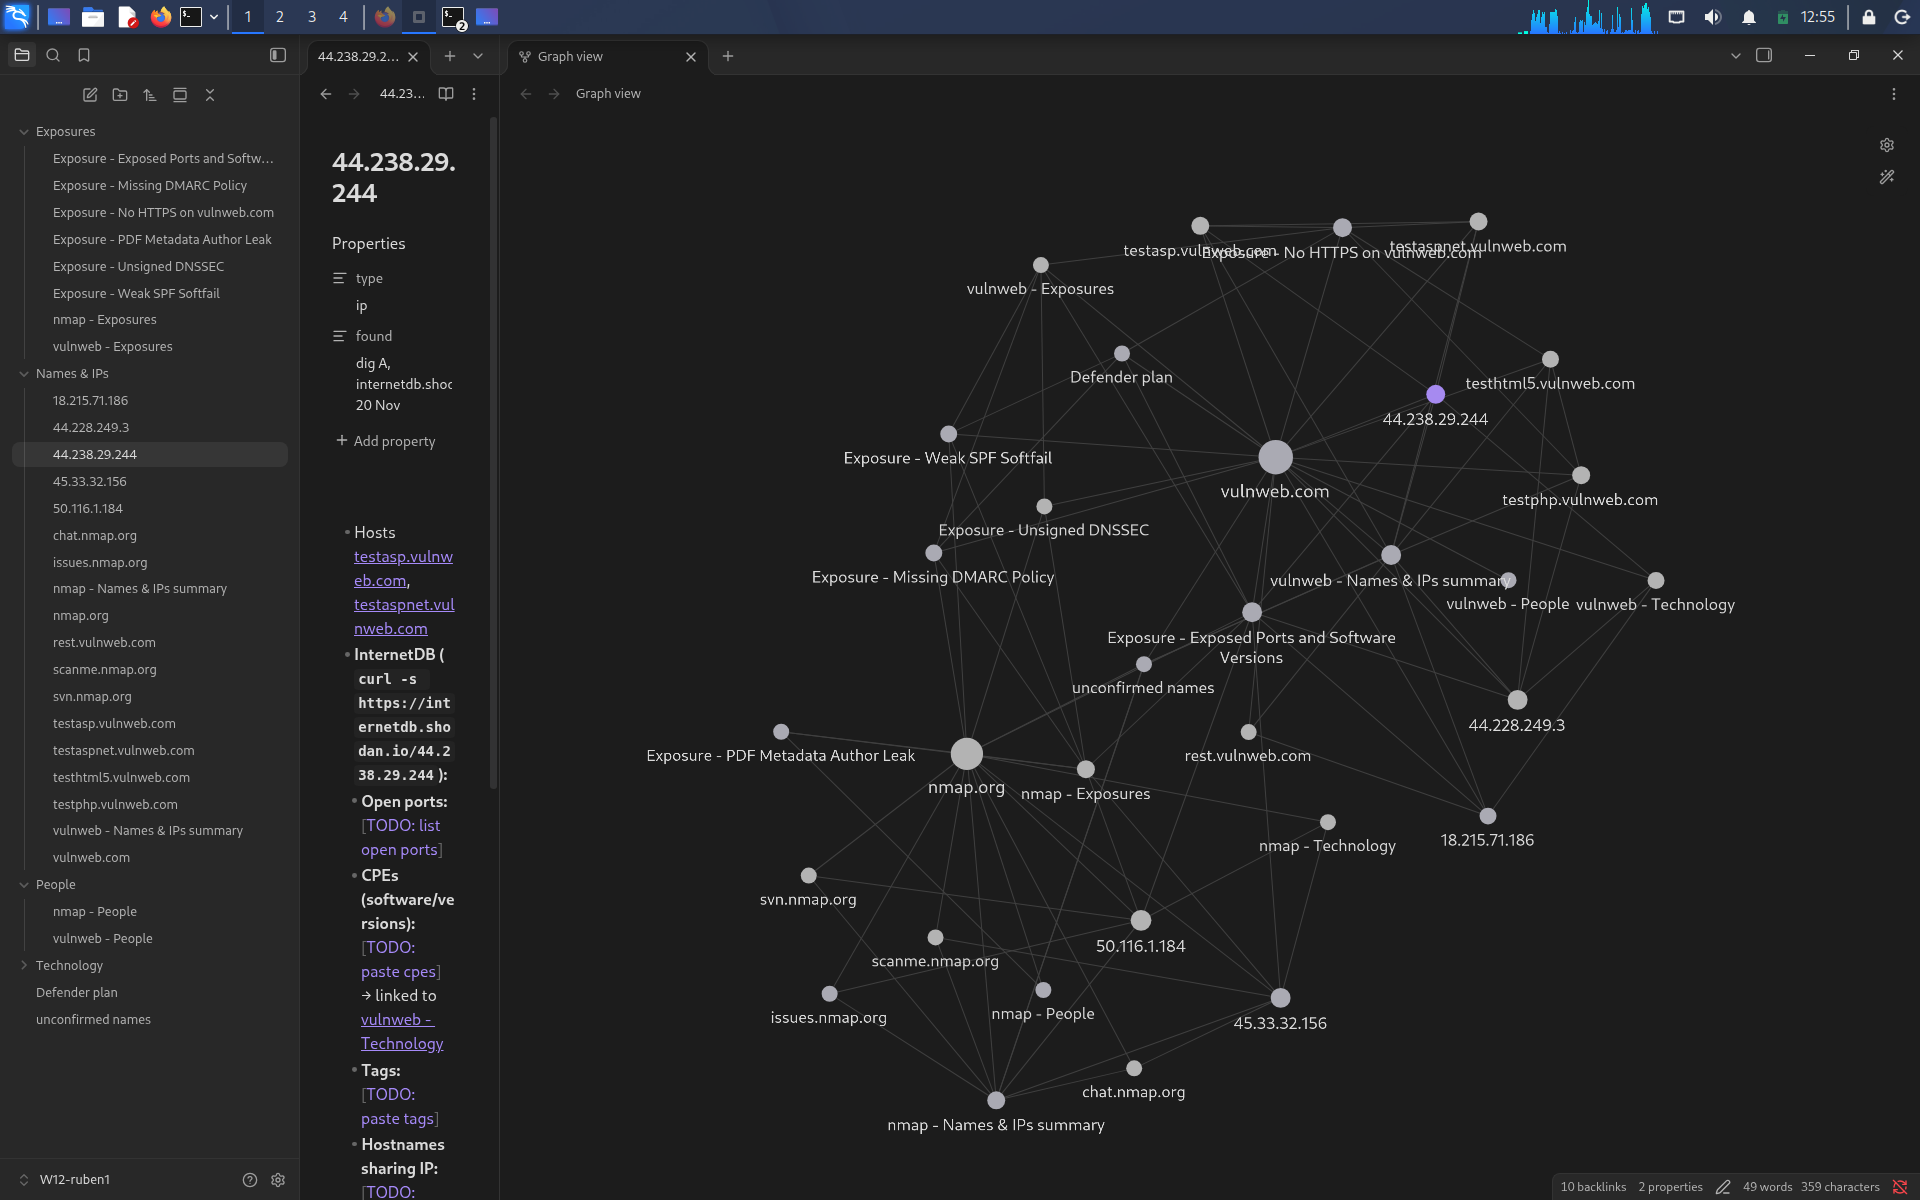 1
2
3
4
2
12:55
44.238.29.2...
Graph view
44.23...
Graph view
Exposures
Exposure - Exposed Ports and Softw...
Exposure - Missing DMARC Policy
Exposure - No HTTPS on vulnweb.com
Exposure - PDF Metadata Author Leak
Exposure - Unsigned DNSSEC
Exposure - Weak SPF Softfail
nmap - Exposures
vulnweb - Exposures
Names & IPs
18.215.71.186
44.228.249.3
44.238.29.244
45.33.32.156
50.116.1.184
chat.nmap.org
issues.nmap.org
nmap - Names & IPs summary
nmap.org
rest.vulnweb.com
scanme.nmap.org
svn.nmap.org
testasp.vulnweb.com
testaspnet.vulnweb.com
testhtml5.vulnweb.com
testphp.vulnweb.com
vulnweb - Names & IPs summary
vulnweb.com
People
nmap - People
vulnweb - People
Technology
Defender plan
unconfirmed names
W12-ruben1
44.238.29.
244
Properties
type
ip
found
dig A,
internetdb.shoc
20 Nov
Add property
• Hosts
testasp.vulnw
eb.com,
testaspnet.vul
nweb.com
• InternetDB (
curl -s
https://int
ernetdb.sho
dan.io/44.2
38.29.244 ):
• Open ports:
[TODO: list
open ports]
• CPEs
(software/ve
rsions):
[TODO:
paste cpes]
→ linked to
vulnweb -
Technology
• Tags:
[TODO:
paste tags]
• Hostnames
sharing IP:
[TODO:
testasp.vulnweb.com
Exposure - No HTTPS on vulnweb.com
testaspnet.vulnweb.com
vulnweb - Exposures
Defender plan
testhtml5.vulnweb.com
44.238.29.244
Exposure - Weak SPF Softfail
vulnweb.com
testphp.vulnweb.com
Exposure - Unsigned DNSSEC
Exposure - Missing DMARC Policy
vulnweb - Names & IPs summary
vulnweb - People
vulnweb - Technology
Exposure - Exposed Ports and Software
Versions
unconfirmed names
44.228.249.3
Exposure - PDF Metadata Author Leak
rest.vulnweb.com
nmap.org
nmap - Exposures
18.215.71.186
nmap - Technology
svn.nmap.org
50.116.1.184
scanme.nmap.org
issues.nmap.org
nmap - People
45.33.32.156
chat.nmap.org
nmap - Names & IPs summary
10 backlinks
2 properties
49 words
359 characters